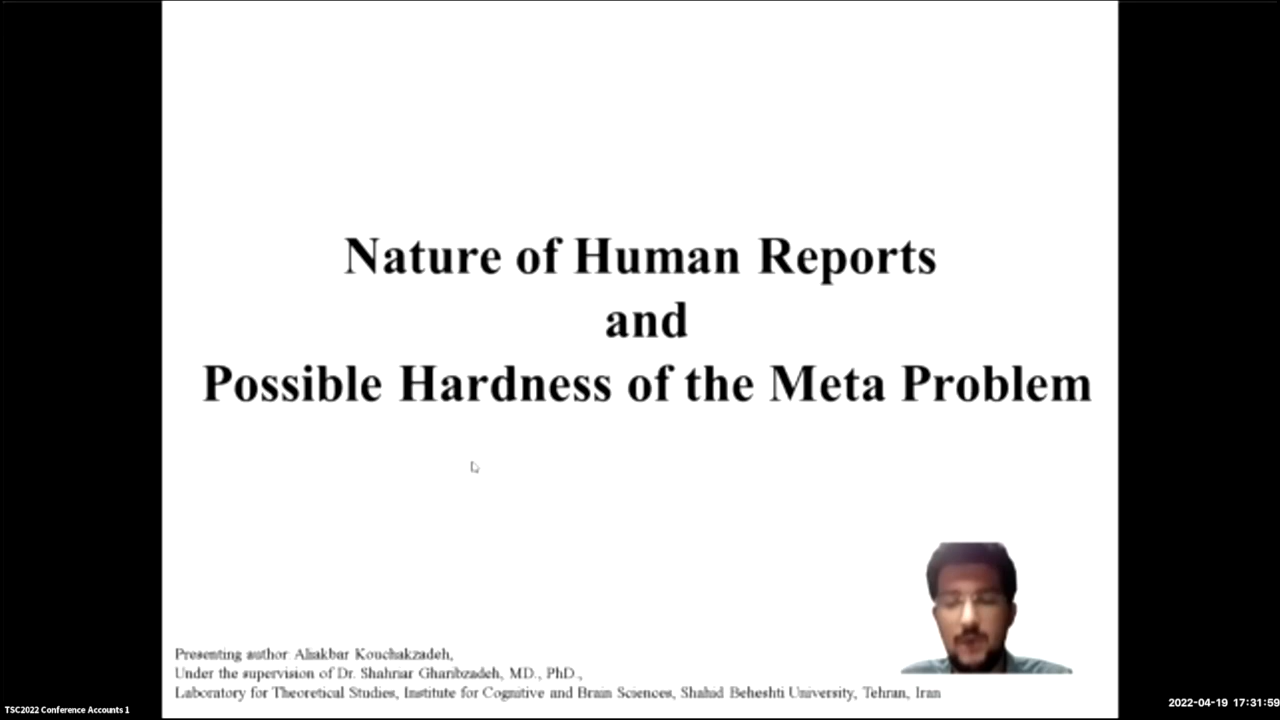 Nature of Human Reports
and
Possible Hardness of the Meta Problem
Presenting author: Aliakbar Kouchakzadeh,
Under the supervision of Dr. Shahriar Gharibzadeh, MD., PhD.,
Laboratory for Theoretical Studies, Institute for Cognitive and Brain Sciences, Shahid Beheshti University, Tehran, Iran
TSC2022 Conference Accounts 1
2022-04-19 17:31:59